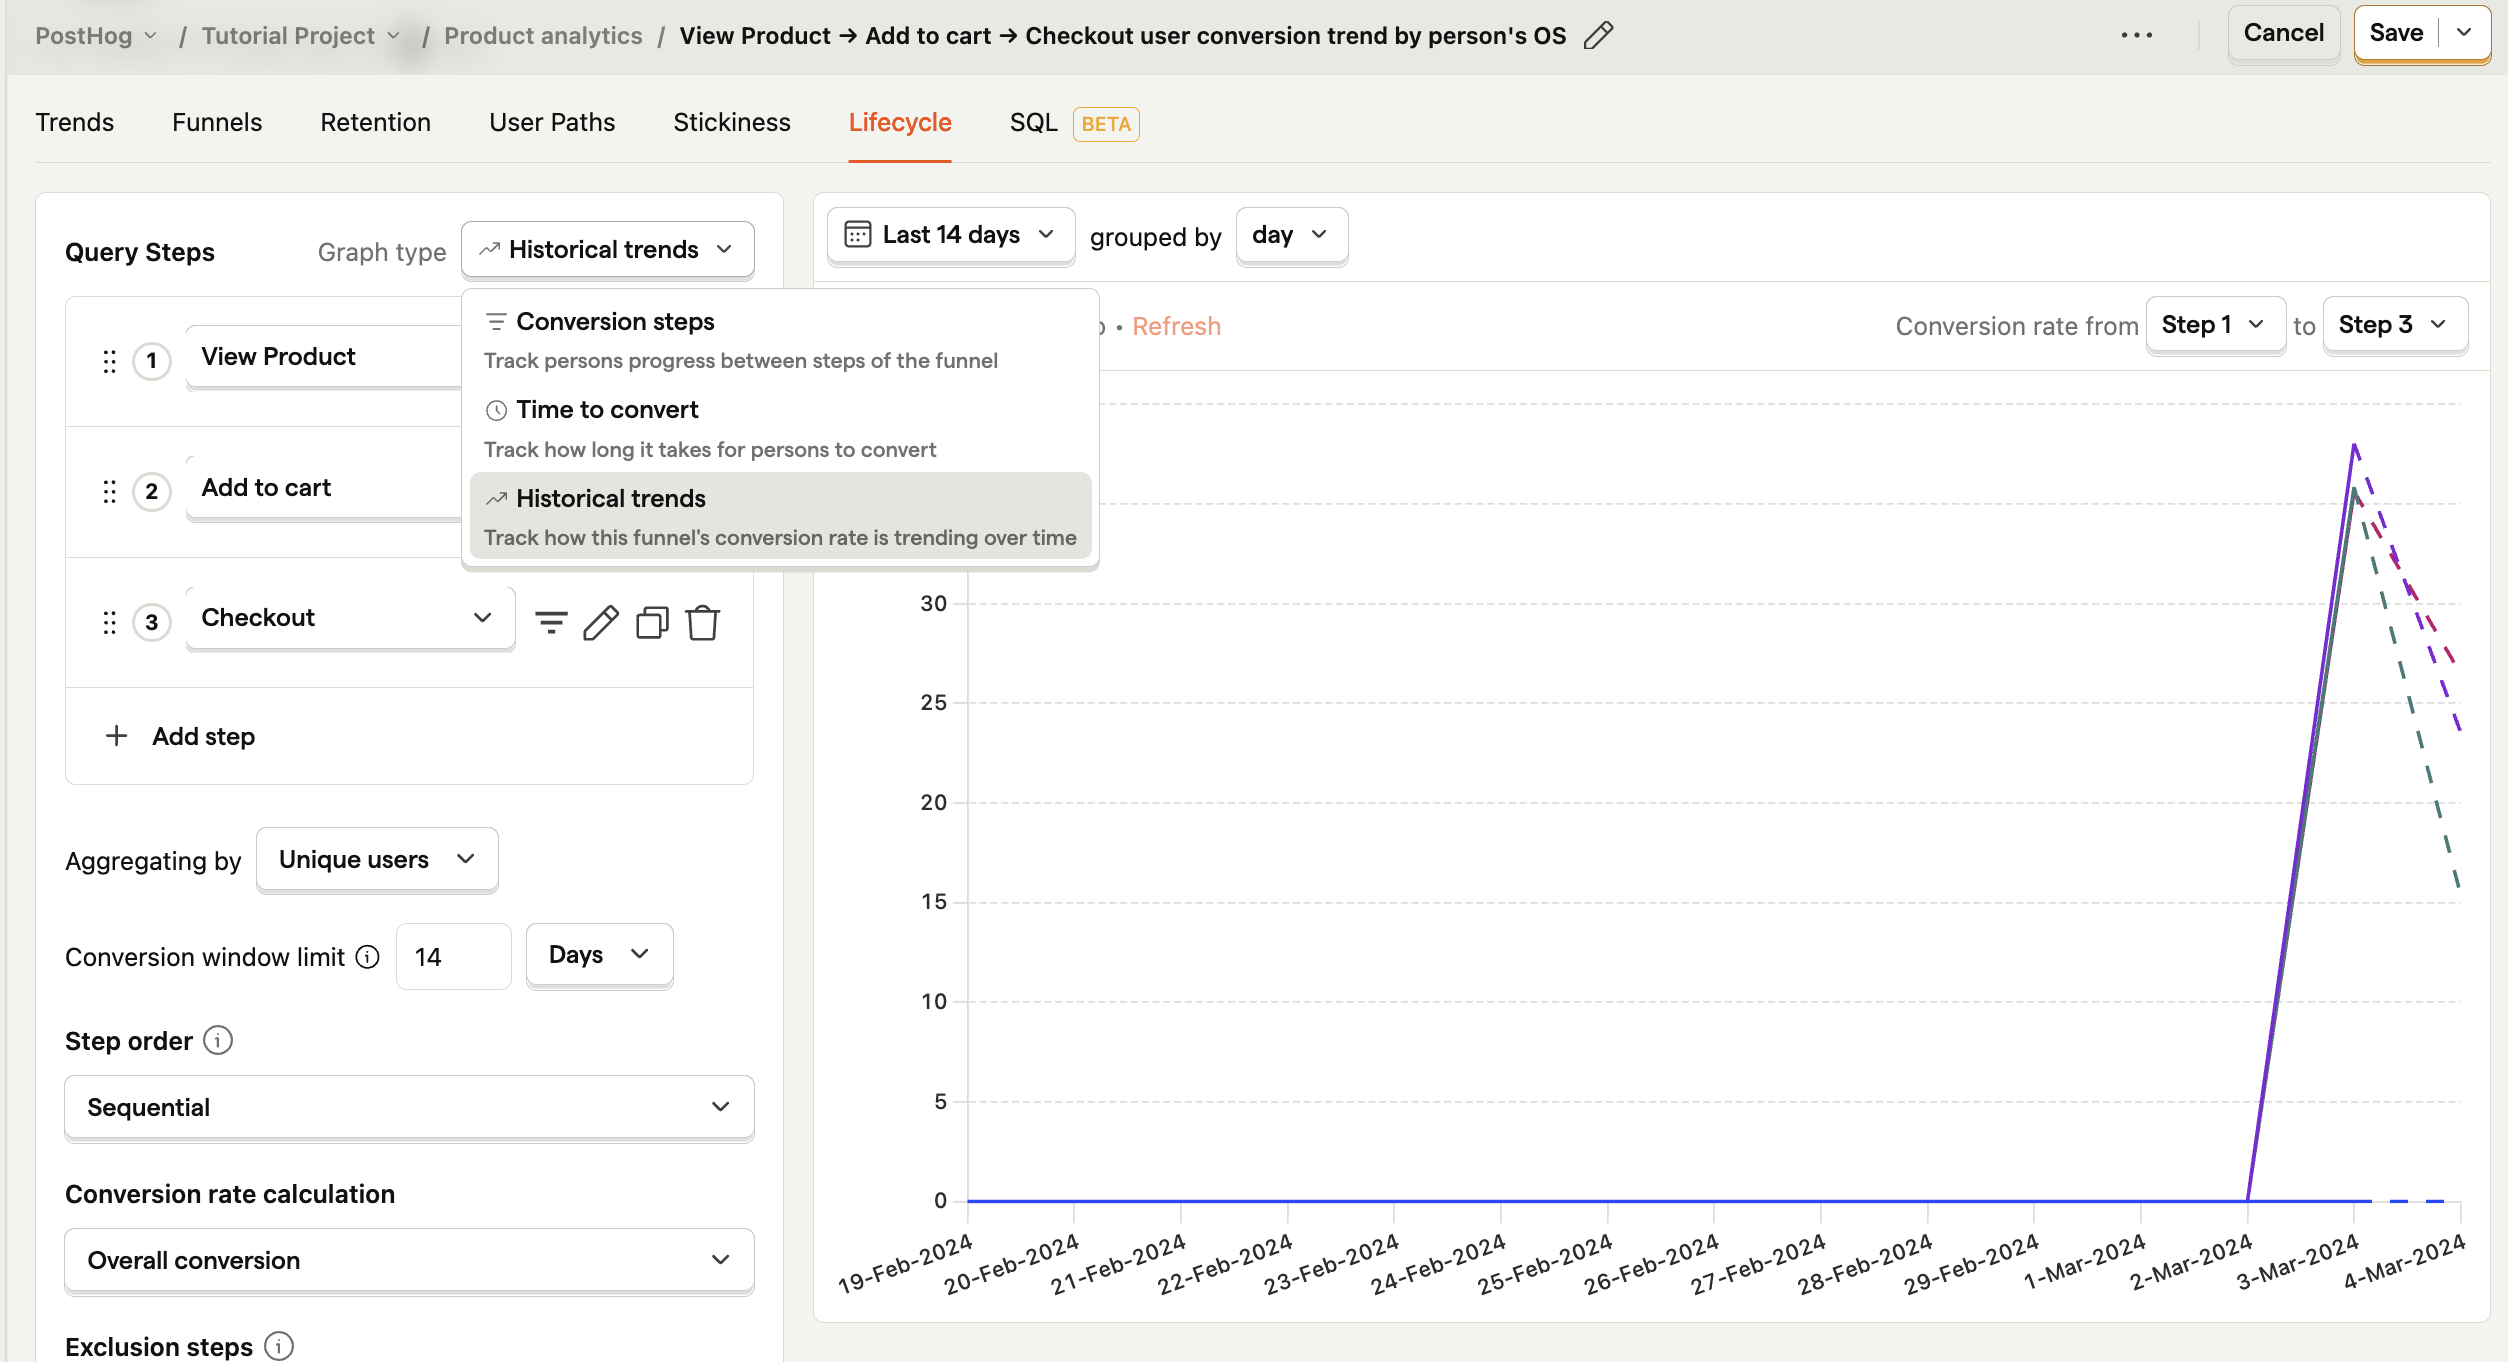 PostHog / Tutorial Project / Product analytics / View Product → Add to cart → Checkout user conversion trend by person's OS
Cancel
Save
Trends
Funnels
Retention
User Paths
Stickiness
Lifecycle
SQL BETA
Query Steps
Graph type
Historical trends
Conversion steps
Track persons progress between steps of the funnel
Time to convert
Track how long it takes for persons to convert
Historical trends
Track how this funnel's conversion rate is trending over time
1 View Product
2 Add to cart
3 Checkout
+ Add step
Aggregating by Unique users
Conversion window limit 14 Days
Step order
Sequential
Conversion rate calculation
Overall conversion
Exclusion steps
Last 14 days grouped by day
• Refresh
Conversion rate from Step 1 to Step 3
30
25
20
15
10
5
0
19-Feb-2024
20-Feb-2024
21-Feb-2024
22-Feb-2024
23-Feb-2024
24-Feb-2024
25-Feb-2024
26-Feb-2024
27-Feb-2024
28-Feb-2024
29-Feb-2024
1-Mar-2024
2-Mar-2024
3-Mar-2024
4-Mar-2024